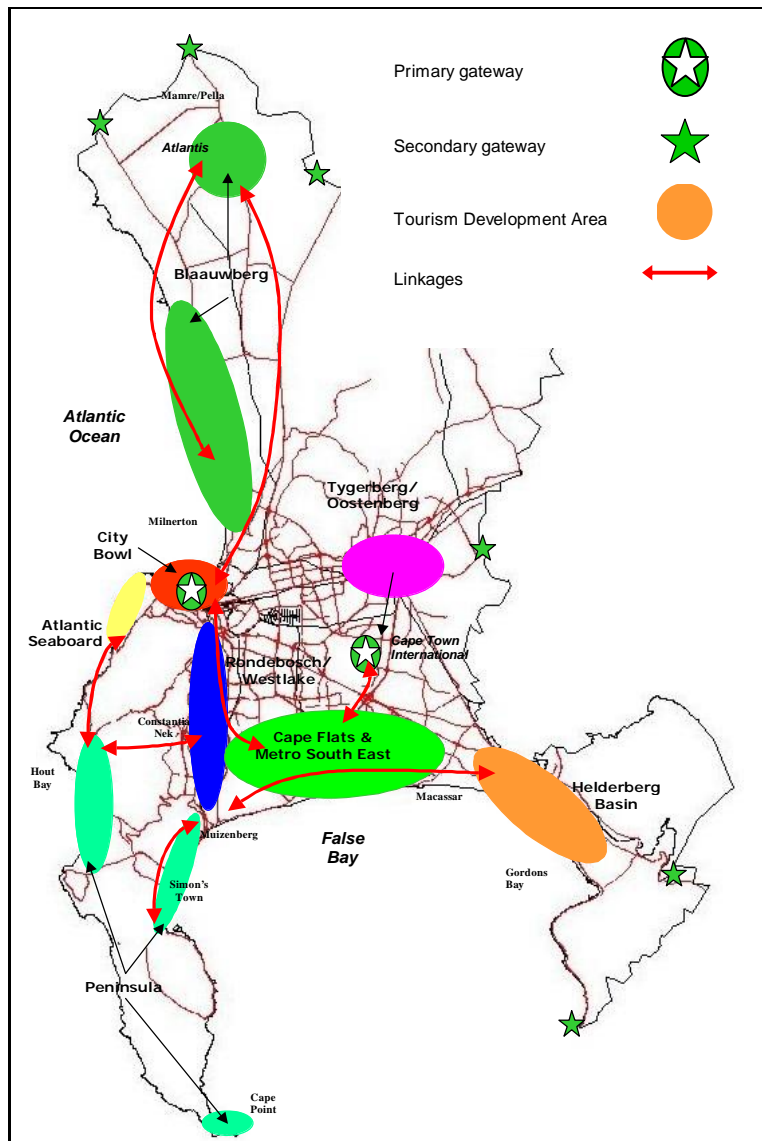 Primary gateway
Mamre/Pella
Secondary gateway
Atlantis
Tourism Development Area
Blaauwberg
Linkages
Atlantic
Ocean
Tygerberg/
Oostenberg
Milnerton
City
Bowl
Atlantic
Seaboard
Cape Town
International
Rondebosch/
Westlake
Constantia
Nek
Cape Flats &
Metro South East
Hout
Bay
Helderberg
Basin
Macassar
Muizenberg
False
Bay
Gordons
Bay
Simon's
Town
Peninsula
Cape
Point